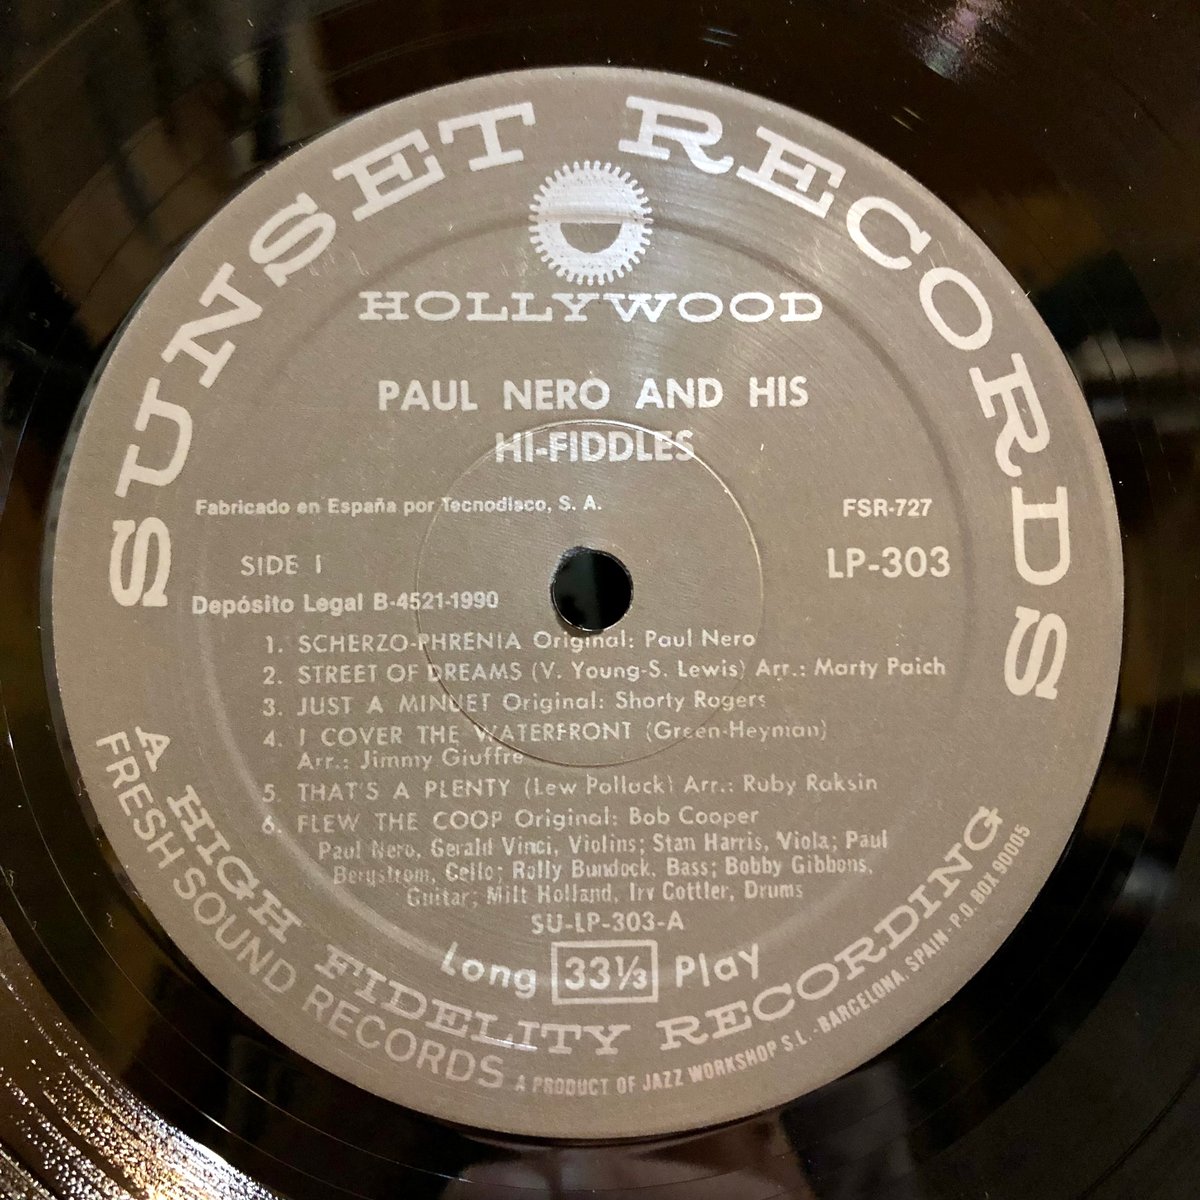 SUNSET RECORDS
HOLLYWOOD
PAUL NERO AND HIS
HI-FIDDLES
Fabricado en España por Tecnodisco, S. A.
FSR-727
SIDE 1
LP-303
Depósito Legal B-4521-1990
1. SCHERZO-PHRENIA Original: Paul Nero
2. STREET OF DREAMS (V. Young-S. Lewis) Arr.: Marty Paich
3. JUST A MINUET Original: Shorty Rogers
4. I COVER THE WATERFRONT (Green-Heyman)
Arr.: Jimmy Giuffre
5. THAT'S A PLENTY (Lew Pollack) Arr.: Ruby Raksin
6. FLEW THE COOP Original: Bob Cooper
Paul Nero, Gerald Vinci, Violins; Stan Harris, Viola; Paul
Bergstrom, Cello; Rolly Bundock, Bass; Bobby Gibbons,
Guitar; Milt Holland, Irv Cottler, Drums
SU-LP-303-A
Long 33⅓ Play
A HIGH FIDELITY RECORDING
FRESH SOUND RECORDS A PRODUCT OF JAZZ WORKSHOP S.L. - BARCELONA, SPAIN - P.O. BOX 90005